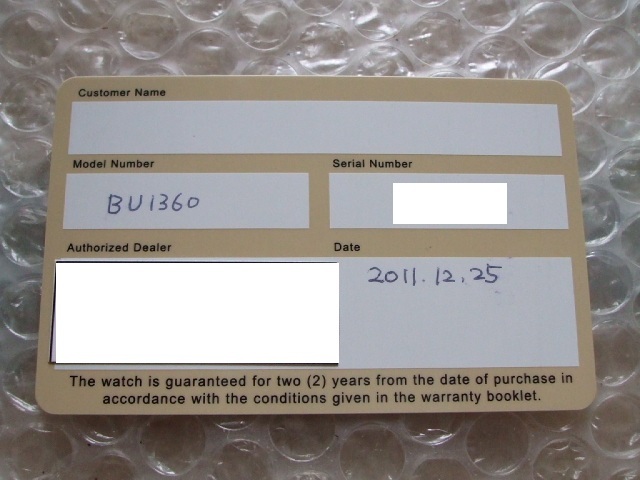 Customer Name
Model Number Serial Number
BU1360
Authorized Dealer Date
2011.12.25
The watch is guaranteed for two (2) years from the date of purchase in
accordance with the conditions given in the warranty booklet.